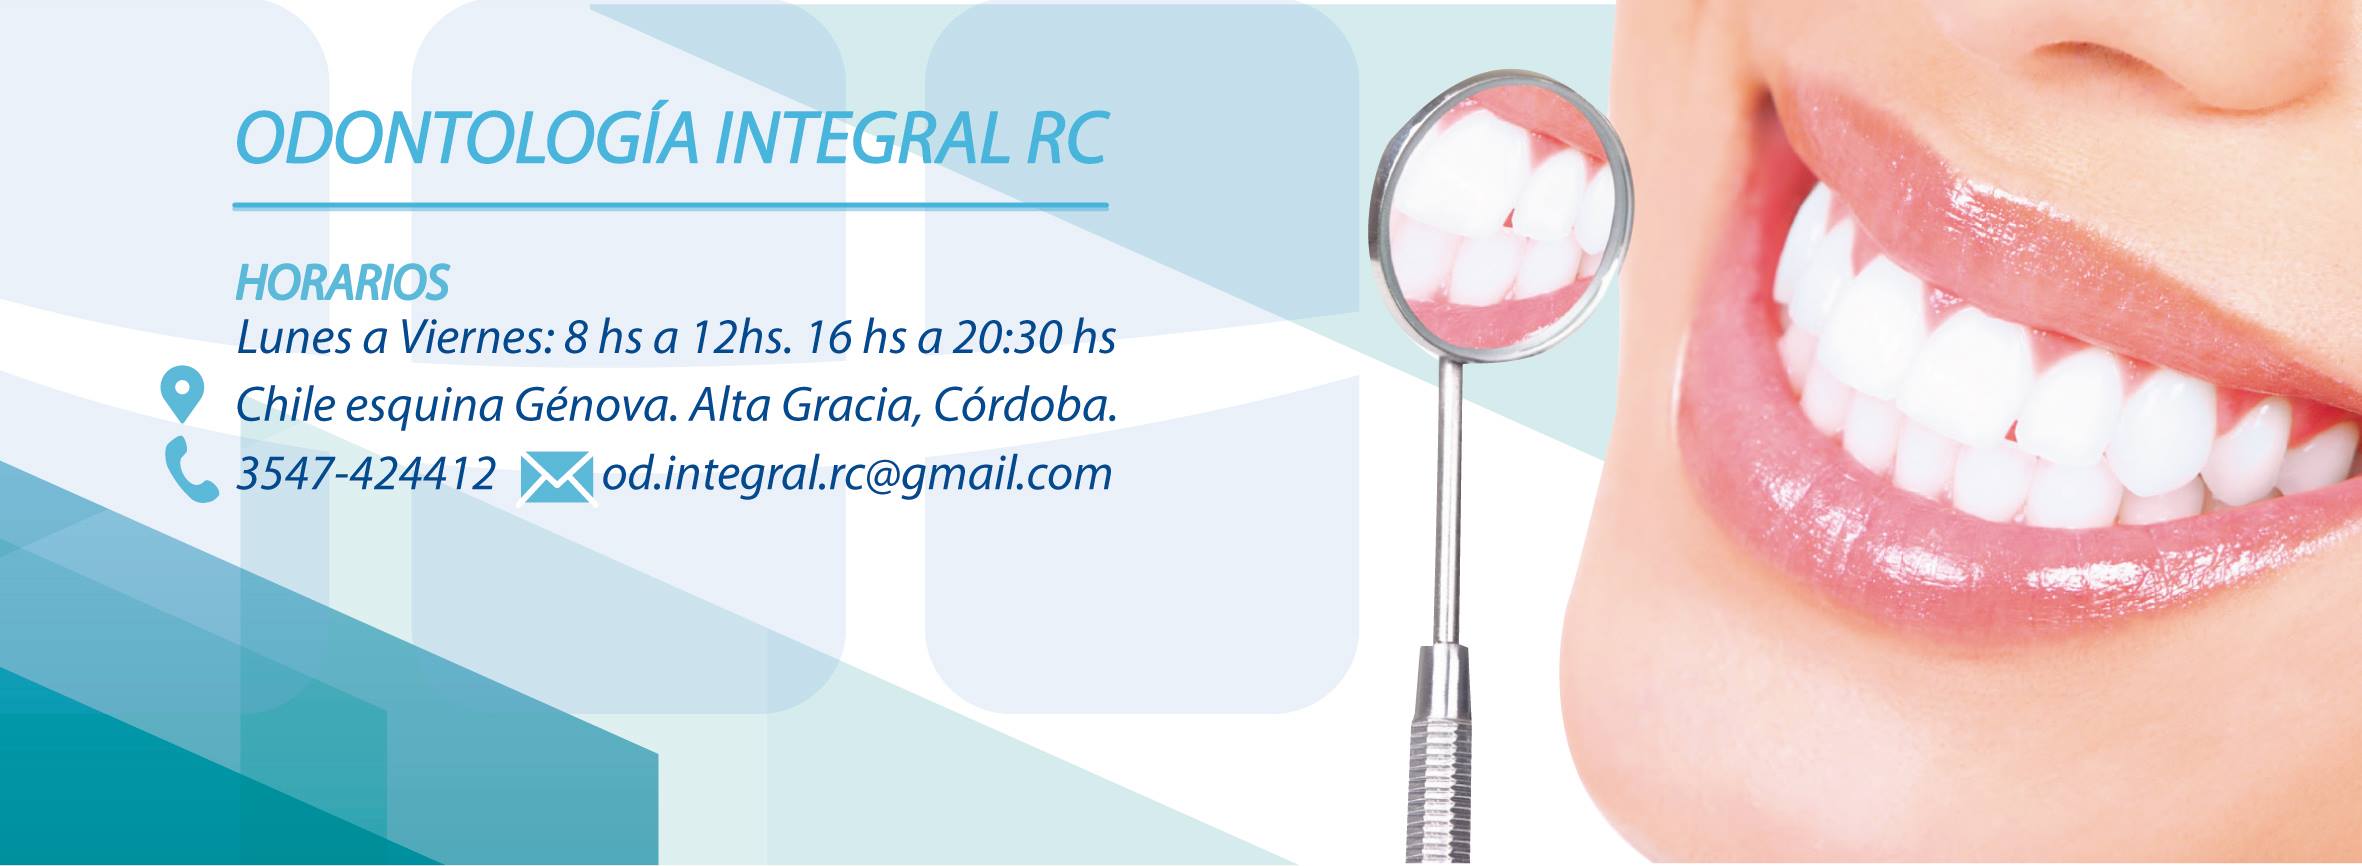 ODONTOLOGÍA INTEGRAL RC
HORARIOS
Lunes a Viernes: 8 hs a 12hs. 16 hs a 20:30 hs
Chile esquina Génova. Alta Gracia, Córdoba.
3547-424412 od.integral.rc@gmail.com